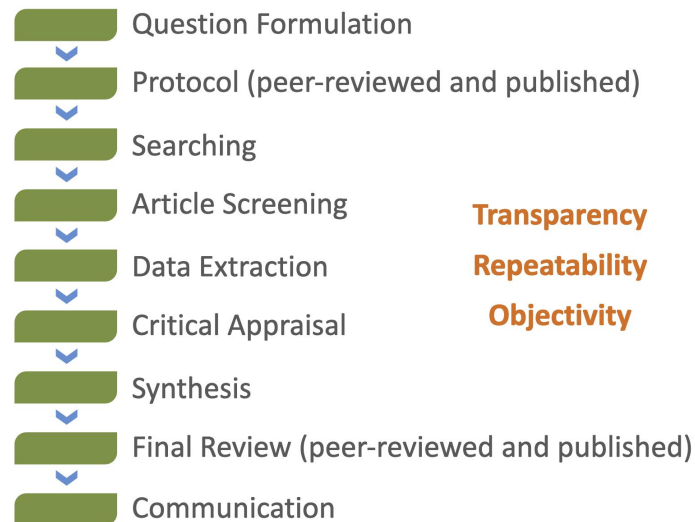 Question Formulation
Protocol (peer-reviewed and published)
Searching
Article Screening
Data Extraction
Critical Appraisal
Synthesis
Final Review (peer-reviewed and published)
Communication
Transparency
Repeatability
Objectivity